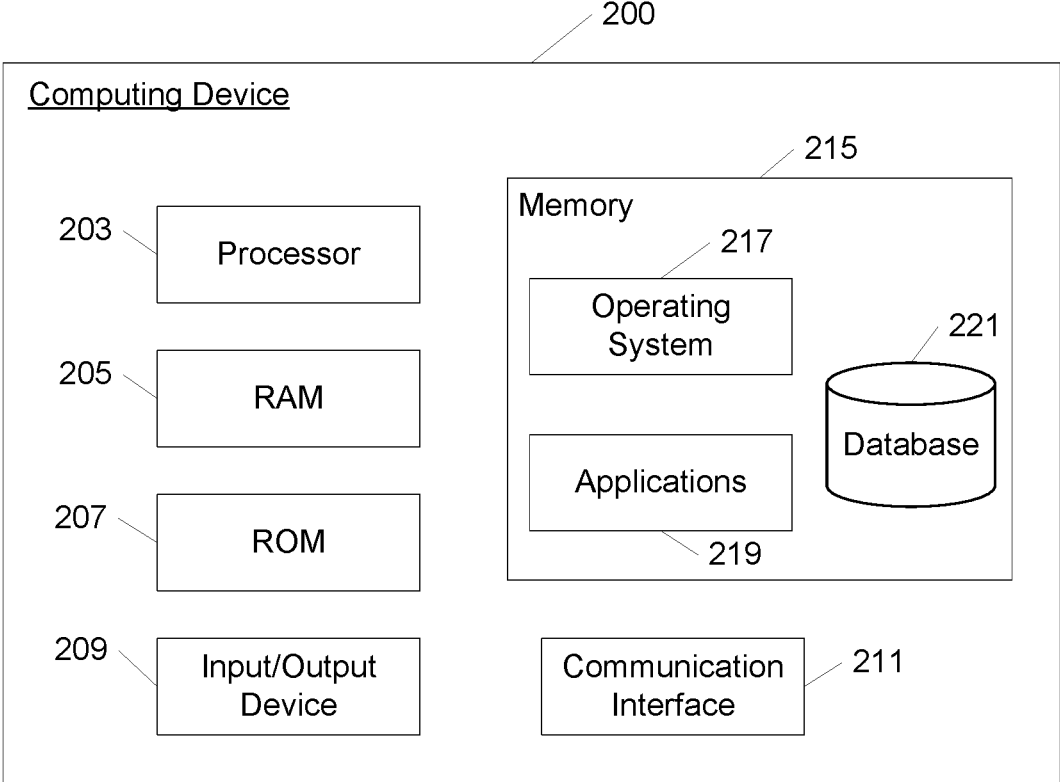 200
Computing Device
215
Memory
203
Processor
217
Operating
System
221
205
RAM
Database
Applications
207
ROM
219
209
Input/Output
Device
Communication
Interface
211